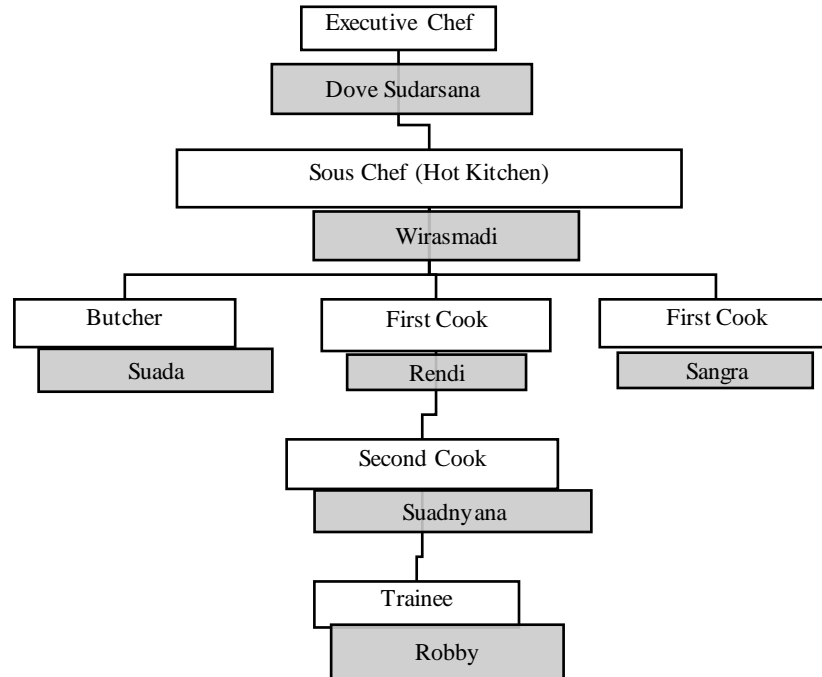 Executive Chef
Dove Sudarsana
Sous Chef (Hot Kitchen)
Wirasmadi
Butcher
Suada
First Cook
Rendi
First Cook
Sangra
Second Cook
Suadnyana
Trainee
Robby